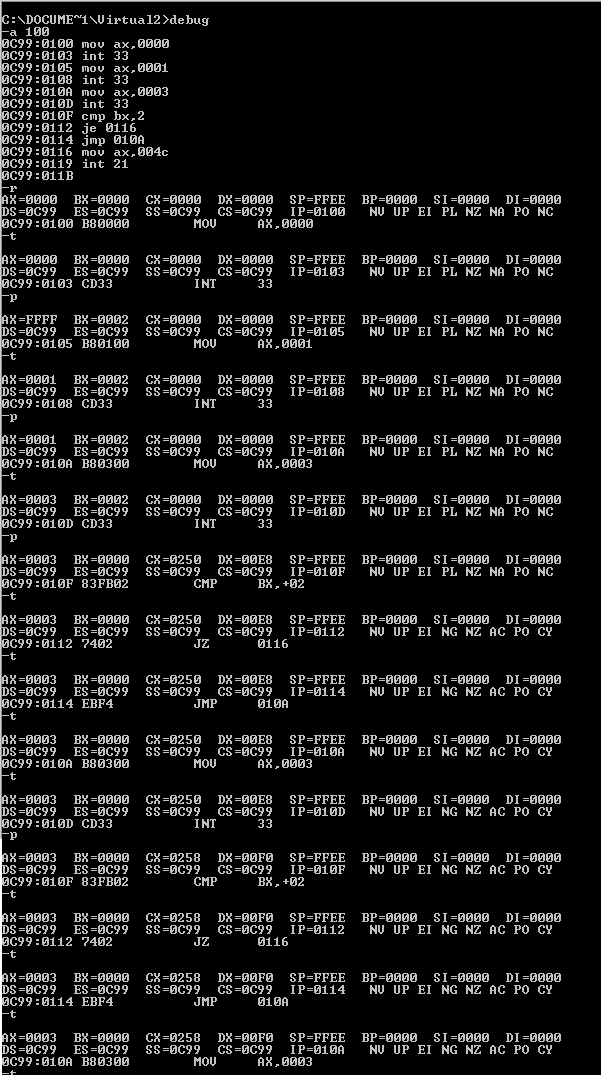 C:\DOCUME~1\Virtual2>debug
-a 100
0C99:0100 mov ax,0000
0C99:0103 int 33
0C99:0105 mov ax,0001
0C99:0108 int 33
0C99:010A mov ax,0003
0C99:010D int 33
0C99:010F cmp bx,2
0C99:0112 je 0116
0C99:0114 jmp 010A
0C99:0116 mov ax,004c
0C99:0119 int 21
0C99:011B
-r
AX=0000 BX=0000 CX=0000 DX=0000 SP=FFEE BP=0000 SI=0000 DI=0000
DS=0C99 ES=0C99 SS=0C99 CS=0C99 IP=0100 NV UP EI PL NZ NA PO NC
0C99:0100 B80000 MOV AX,0000
-t
AX=0000 BX=0000 CX=0000 DX=0000 SP=FFEE BP=0000 SI=0000 DI=0000
DS=0C99 ES=0C99 SS=0C99 CS=0C99 IP=0103 NV UP EI PL NZ NA PO NC
0C99:0103 CD33 INT 33
-p
AX=FFFF BX=0002 CX=0000 DX=0000 SP=FFEE BP=0000 SI=0000 DI=0000
DS=0C99 ES=0C99 SS=0C99 CS=0C99 IP=0105 NV UP EI PL NZ NA PO NC
0C99:0105 B80100 MOV AX,0001
-t
AX=0001 BX=0002 CX=0000 DX=0000 SP=FFEE BP=0000 SI=0000 DI=0000
DS=0C99 ES=0C99 SS=0C99 CS=0C99 IP=0108 NV UP EI PL NZ NA PO NC
0C99:0108 CD33 INT 33
-p
AX=0001 BX=0002 CX=0000 DX=0000 SP=FFEE BP=0000 SI=0000 DI=0000
DS=0C99 ES=0C99 SS=0C99 CS=0C99 IP=010A NV UP EI PL NZ NA PO NC
0C99:010A B80300 MOV AX,0003
-t
AX=0003 BX=0002 CX=0000 DX=0000 SP=FFEE BP=0000 SI=0000 DI=0000
DS=0C99 ES=0C99 SS=0C99 CS=0C99 IP=010D NV UP EI PL NZ NA PO NC
0C99:010D CD33 INT 33
-p
AX=0003 BX=0000 CX=0250 DX=00E8 SP=FFEE BP=0000 SI=0000 DI=0000
DS=0C99 ES=0C99 SS=0C99 CS=0C99 IP=010F NV UP EI PL NZ NA PO NC
0C99:010F 83FB02 CMP BX,+02
-t
AX=0003 BX=0000 CX=0250 DX=00E8 SP=FFEE BP=0000 SI=0000 DI=0000
DS=0C99 ES=0C99 SS=0C99 CS=0C99 IP=0112 NV UP EI NG NZ AC PO CY
0C99:0112 7402 JZ 0116
-t
AX=0003 BX=0000 CX=0250 DX=00E8 SP=FFEE BP=0000 SI=0000 DI=0000
DS=0C99 ES=0C99 SS=0C99 CS=0C99 IP=0114 NV UP EI NG NZ AC PO CY
0C99:0114 EBF4 JMP 010A
-t
AX=0003 BX=0000 CX=0250 DX=00E8 SP=FFEE BP=0000 SI=0000 DI=0000
DS=0C99 ES=0C99 SS=0C99 CS=0C99 IP=010A NV UP EI NG NZ AC PO CY
0C99:010A B80300 MOV AX,0003
-t
AX=0003 BX=0000 CX=0250 DX=00E8 SP=FFEE BP=0000 SI=0000 DI=0000
DS=0C99 ES=0C99 SS=0C99 CS=0C99 IP=010D NV UP EI NG NZ AC PO CY
0C99:010D CD33 INT 33
-p
AX=0003 BX=0000 CX=0258 DX=00F0 SP=FFEE BP=0000 SI=0000 DI=0000
DS=0C99 ES=0C99 SS=0C99 CS=0C99 IP=010F NV UP EI NG NZ AC PO CY
0C99:010F 83FB02 CMP BX,+02
-t
AX=0003 BX=0000 CX=0258 DX=00F0 SP=FFEE BP=0000 SI=0000 DI=0000
DS=0C99 ES=0C99 SS=0C99 CS=0C99 IP=0112 NV UP EI NG NZ AC PO CY
0C99:0112 7402 JZ 0116
-t
AX=0003 BX=0000 CX=0258 DX=00F0 SP=FFEE BP=0000 SI=0000 DI=0000
DS=0C99 ES=0C99 SS=0C99 CS=0C99 IP=0114 NV UP EI NG NZ AC PO CY
0C99:0114 EBF4 JMP 010A
-t
AX=0003 BX=0000 CX=0258 DX=00F0 SP=FFEE BP=0000 SI=0000 DI=0000
DS=0C99 ES=0C99 SS=0C99 CS=0C99 IP=010A NV UP EI NG NZ AC PO CY
0C99:010A B80300 MOV AX,0003
-t